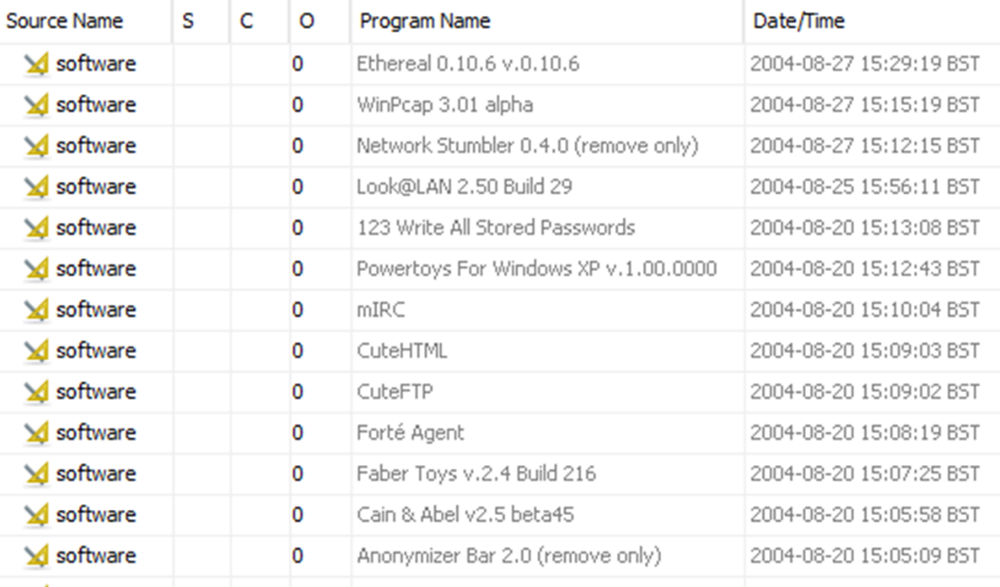 Source Name S C O Program Name Date/Time
software 0 Ethereal 0.10.6 v.0.10.6 2004-08-27 15:29:19 BST
software 0 WinPcap 3.01 alpha 2004-08-27 15:15:19 BST
software 0 Network Stumbler 0.4.0 (remove only) 2004-08-27 15:12:15 BST
software 0 Look@LAN 2.50 Build 29 2004-08-25 15:56:11 BST
software 0 123 Write All Stored Passwords 2004-08-20 15:13:08 BST
software 0 Powertoys For Windows XP v.1.00.0000 2004-08-20 15:12:43 BST
software 0 mIRC 2004-08-20 15:10:04 BST
software 0 CuteHTML 2004-08-20 15:09:03 BST
software 0 CuteFTP 2004-08-20 15:09:02 BST
software 0 Forté Agent 2004-08-20 15:08:19 BST
software 0 Faber Toys v.2.4 Build 216 2004-08-20 15:07:25 BST
software 0 Cain & Abel v2.5 beta45 2004-08-20 15:05:58 BST
software 0 Anonymizer Bar 2.0 (remove only) 2004-08-20 15:05:09 BST